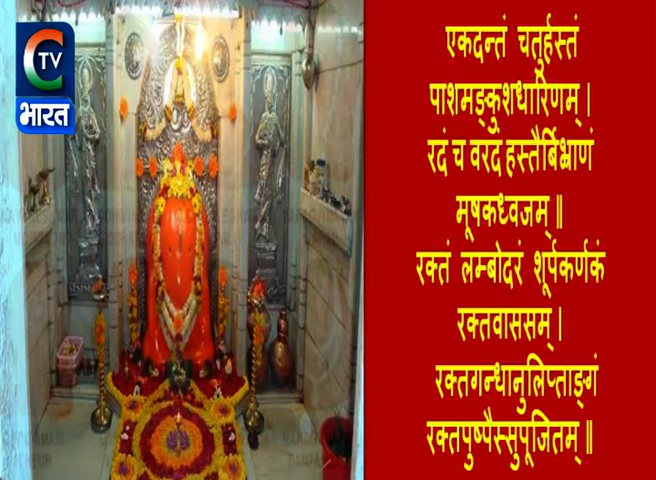 C
TV
भारत
एकदन्तं चतुर्हस्तं
पाशमङ्कुशधारिणम् ।
रदं च वरदं हस्तैर्बिभ्राणं
मूषकध्वजम् ॥
रक्तं लम्बोदरं शूर्पकर्णकं
रक्तवाससम् ।
रक्तगन्धानुलिप्ताङ्गं
रक्तपुष्पैस्सुपूजितम् ॥